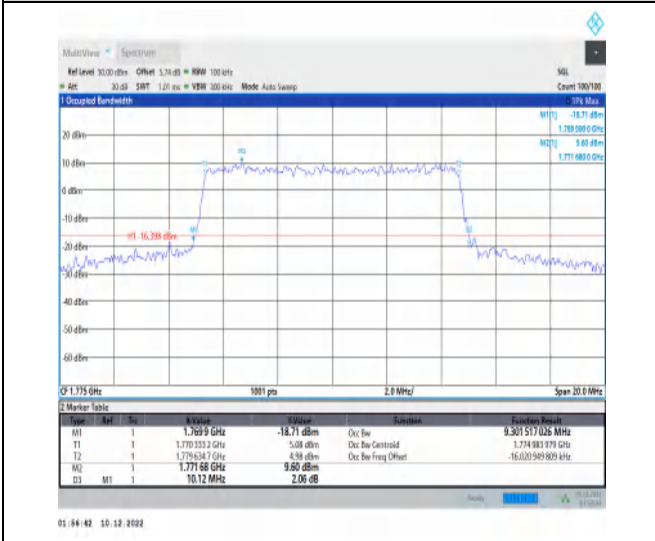 MultiView Spectrum
Ref Level 30.00 dBm Offset 5.74 dB RBW 100 kHz SGL
Att 30 dB SWT 1.01 ms VBW 300 kHz Mode Auto Sweep Count 100/100
1 Occupied Bandwidth 1Pk Max
M1[1] -18.71 dBm
1.769 900 0 GHz
M2[1] 9.60 dBm
1.771 680 0 GHz
20 dBm
10 dBm
0 dBm
-10 dBm
H1 -16.398 dBm
-20 dBm
-30 dBm
-40 dBm
-50 dBm
-60 dBm
CF 1.775 GHz 1001 pts 2.0 MHz/ Span 20.0 MHz
2 Marker Table
Type Ref Trc X-Value Y-Value Function Function Result
M1 1 1.769 9 GHz -18.71 dBm Occ Bw 9.301 517 026 MHz
T1 1 1.770 333 2 GHz 5.08 dBm Occ Bw Centroid 1.774 983 979 GHz
T2 1 1.779 634 7 GHz 4.98 dBm Occ Bw Freq Offset -16.020 949 809 kHz
M2 1 1.771 68 GHz 9.60 dBm
D3 M1 1 10.12 MHz 2.06 dB
Ready
01:56:42 10.12.2022